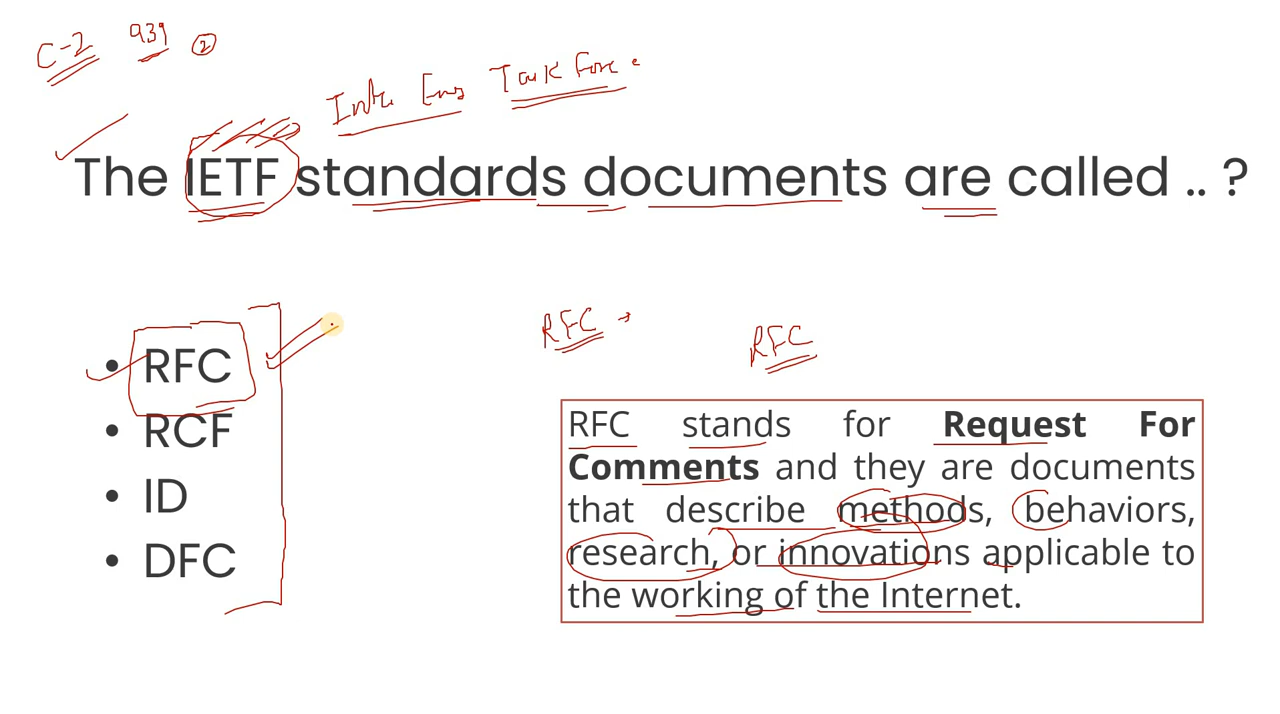 C-2 939 2
Task Force
The IETF standards documents are called .. ?
RFC
RFC
• RFC
• RCF
• ID
• DFC
RFC stands for Request For
Comments and they are documents
that describe methods, behaviors,
research, or innovations applicable to
the working of the Internet.